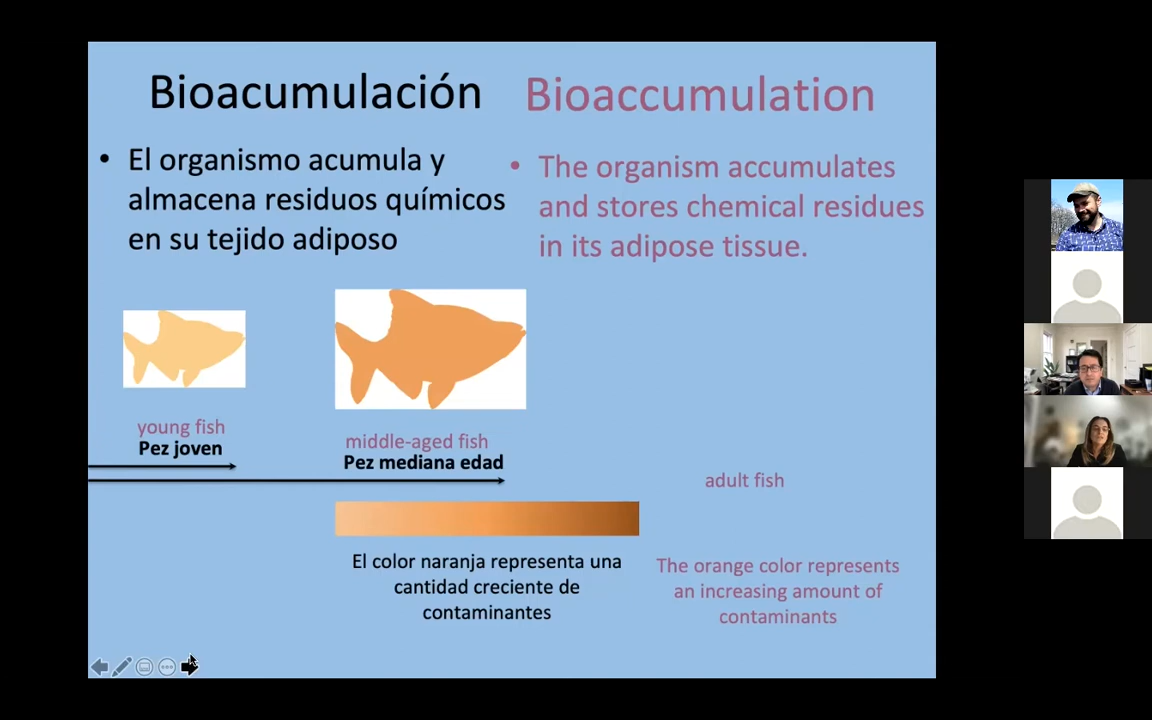 Bioacumulación
Bioaccumulation
• El organismo acumula y
almacena residuos químicos
en su tejido adiposo
• The organism accumulates
and stores chemical residues
in its adipose tissue.
young fish
Pez joven
middle-aged fish
Pez mediana edad
adult fish
El color naranja representa una
cantidad creciente de
contaminantes
The orange color represents
an increasing amount of
contaminants